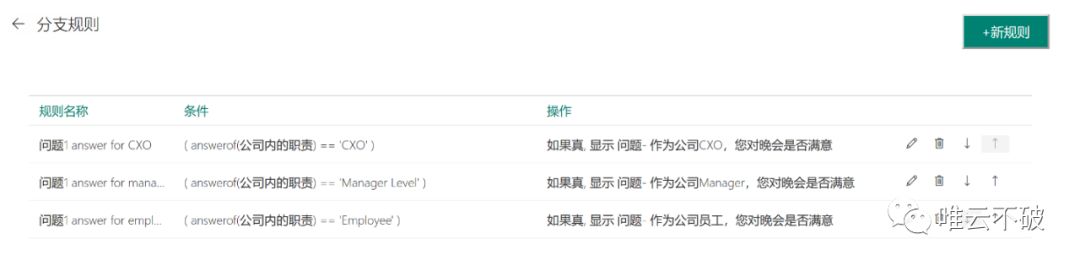 ← 分支规则
+新规则
规则名称 条件 操作
问题1 answer for CXO ( answerof(公司内的职责) == 'CXO' ) 如果真, 显示 问题- 作为公司CXO，您对晚会是否满意
问题1 answer for mana... ( answerof(公司内的职责) == 'Manager Level' ) 如果真, 显示 问题- 作为公司Manager，您对晚会是否满意
问题1 answer for empl... ( answerof(公司内的职责) == 'Employee' ) 如果真, 显示 问题- 作为公司员工，您对晚会是否满意
唯云不破